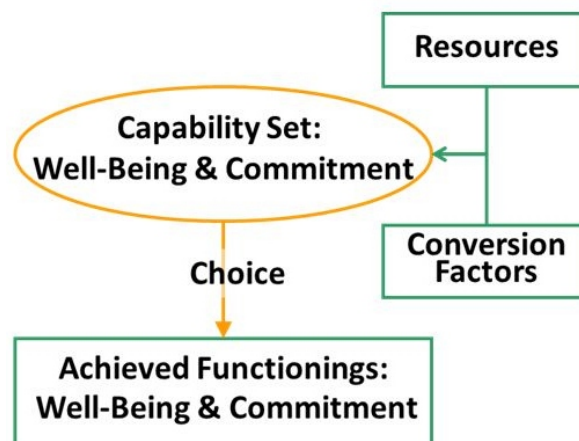 Resources
Capability Set:
Well-Being & Commitment
Conversion
Factors
Choice
Achieved Functionings:
Well-Being & Commitment